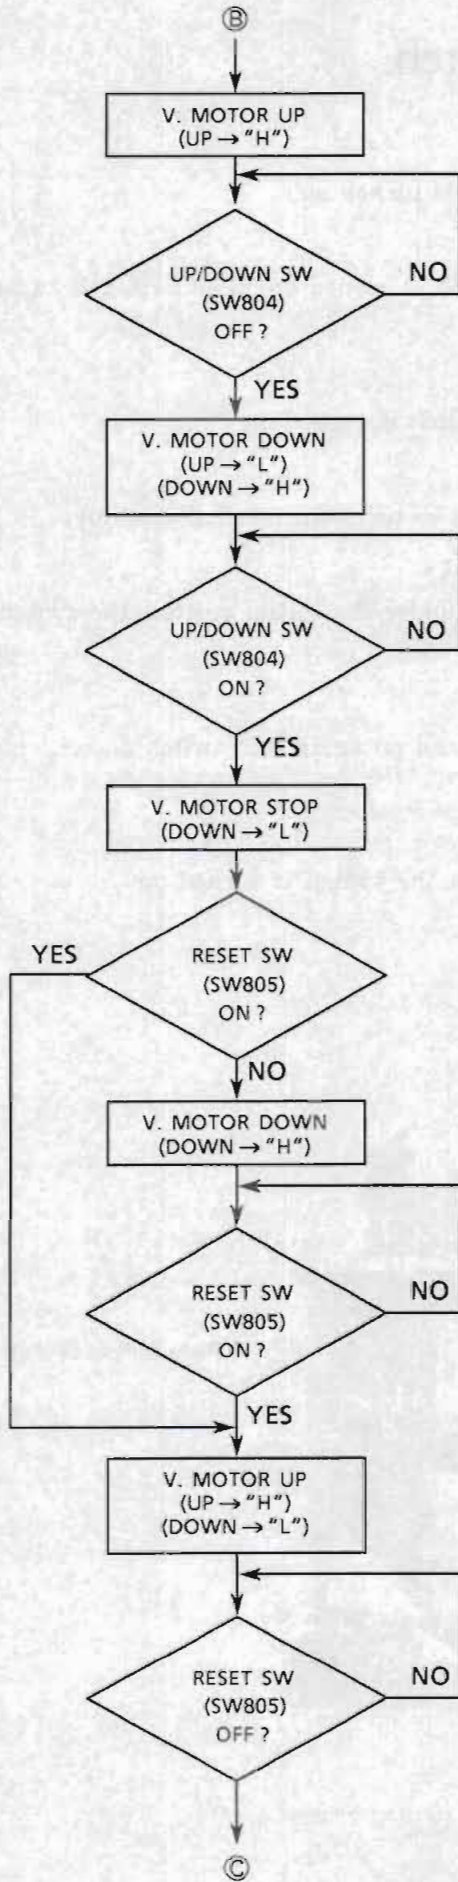 Ⓑ
V. MOTOR UP
(UP → "H")
UP/DOWN SW
(SW804)
OFF ?
NO
YES
V. MOTOR DOWN
(UP → "L")
(DOWN → "H")
UP/DOWN SW
(SW804)
ON ?
NO
YES
V. MOTOR STOP
(DOWN → "L")
YES
RESET SW
(SW805)
ON ?
NO
V. MOTOR DOWN
(DOWN → "H")
RESET SW
(SW805)
ON ?
NO
YES
V. MOTOR UP
(UP → "H")
(DOWN → "L")
RESET SW
(SW805)
OFF ?
NO
Ⓒ